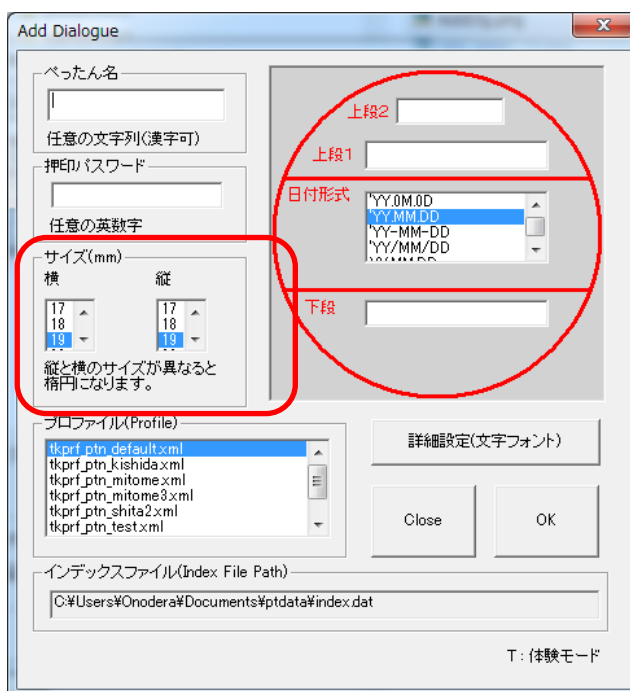 Add Dialogue
ぺったん名
任意の文字列(漢字可)
押印パスワード
任意の英数字
サイズ(mm)
横
縦
17
18
19
17
18
19
縦と横のサイズが異なると
楕円になります。
上段2
上段1
日付形式
'YY.0M.0D
'YY.MM.DD
'YY-MM-DD
'YY/MM/DD
下段
プロファイル(Profile)
tkprf_ptn_default.xml
tkprf_ptn_kishida.xml
tkprf_ptn_mitome.xml
tkprf_ptn_mitome3.xml
tkprf_ptn_shita2.xml
tkprf_ptn_test.xml
詳細設定(文字フォント)
Close
OK
インデックスファイル(Index File Path)
C:¥Users¥Onodera¥Documents¥ptdata¥index.dat
T : 体験モード